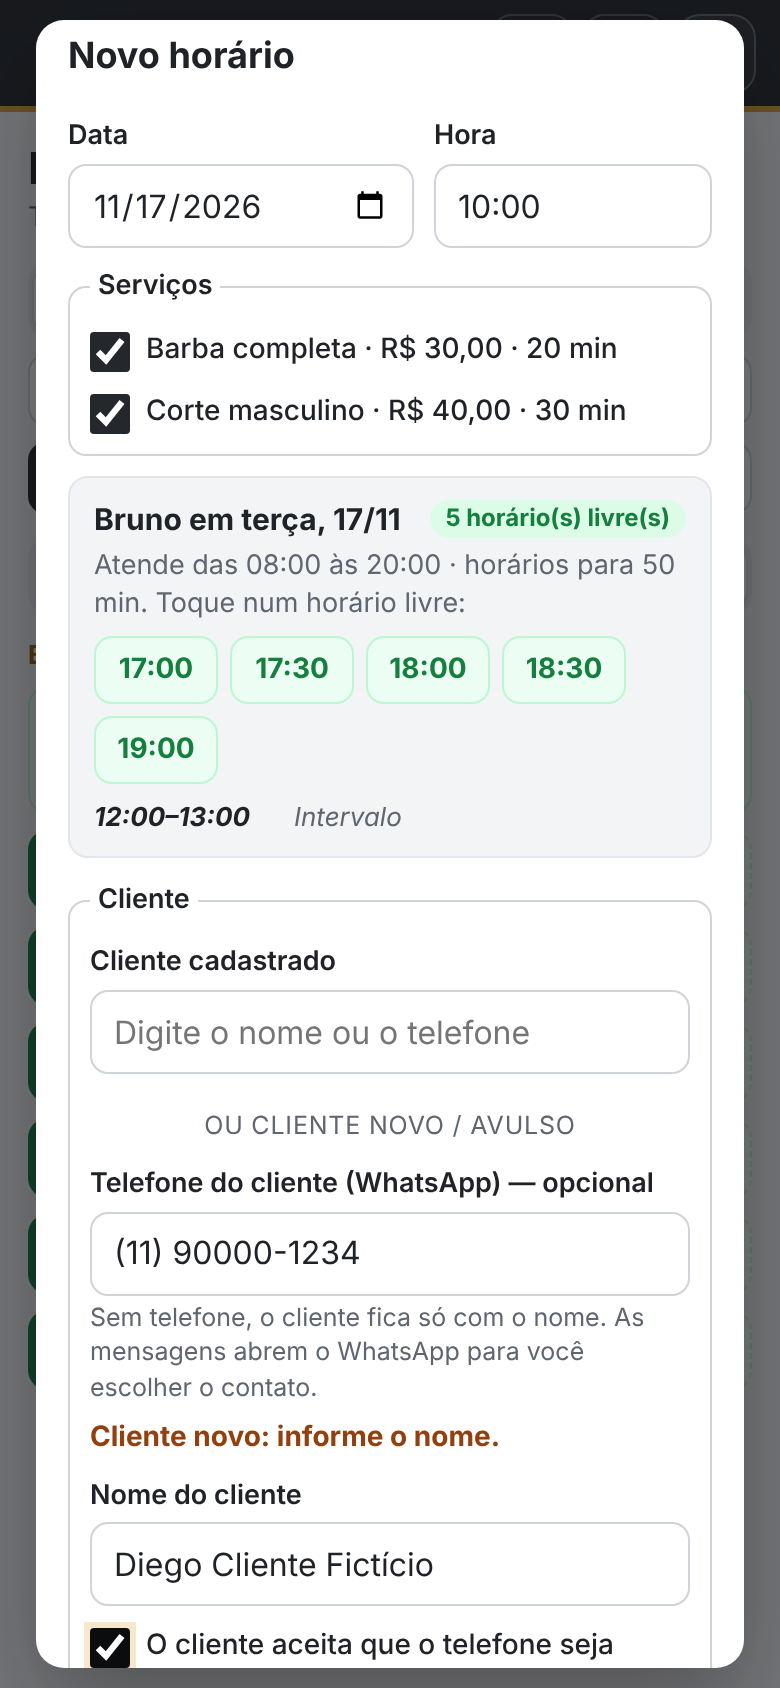 Novo horário
Data
Hora
11/17/2026
10:00
Serviços
Barba completa · R$ 30,00 · 20 min
Corte masculino · R$ 40,00 · 30 min
Bruno em terça, 17/11
5 horário(s) livre(s)
Atende das 08:00 às 20:00 · horários para 50
min. Toque num horário livre:
17:00
17:30
18:00
18:30
19:00
12:00–13:00 Intervalo
Cliente
Cliente cadastrado
Digite o nome ou o telefone
OU CLIENTE NOVO / AVULSO
Telefone do cliente (WhatsApp) — opcional
(11) 90000-1234
Sem telefone, o cliente fica só com o nome. As
mensagens abrem o WhatsApp para você
escolher o contato.
Cliente novo: informe o nome.
Nome do cliente
Diego Cliente Fictício
O cliente aceita que o telefone seja